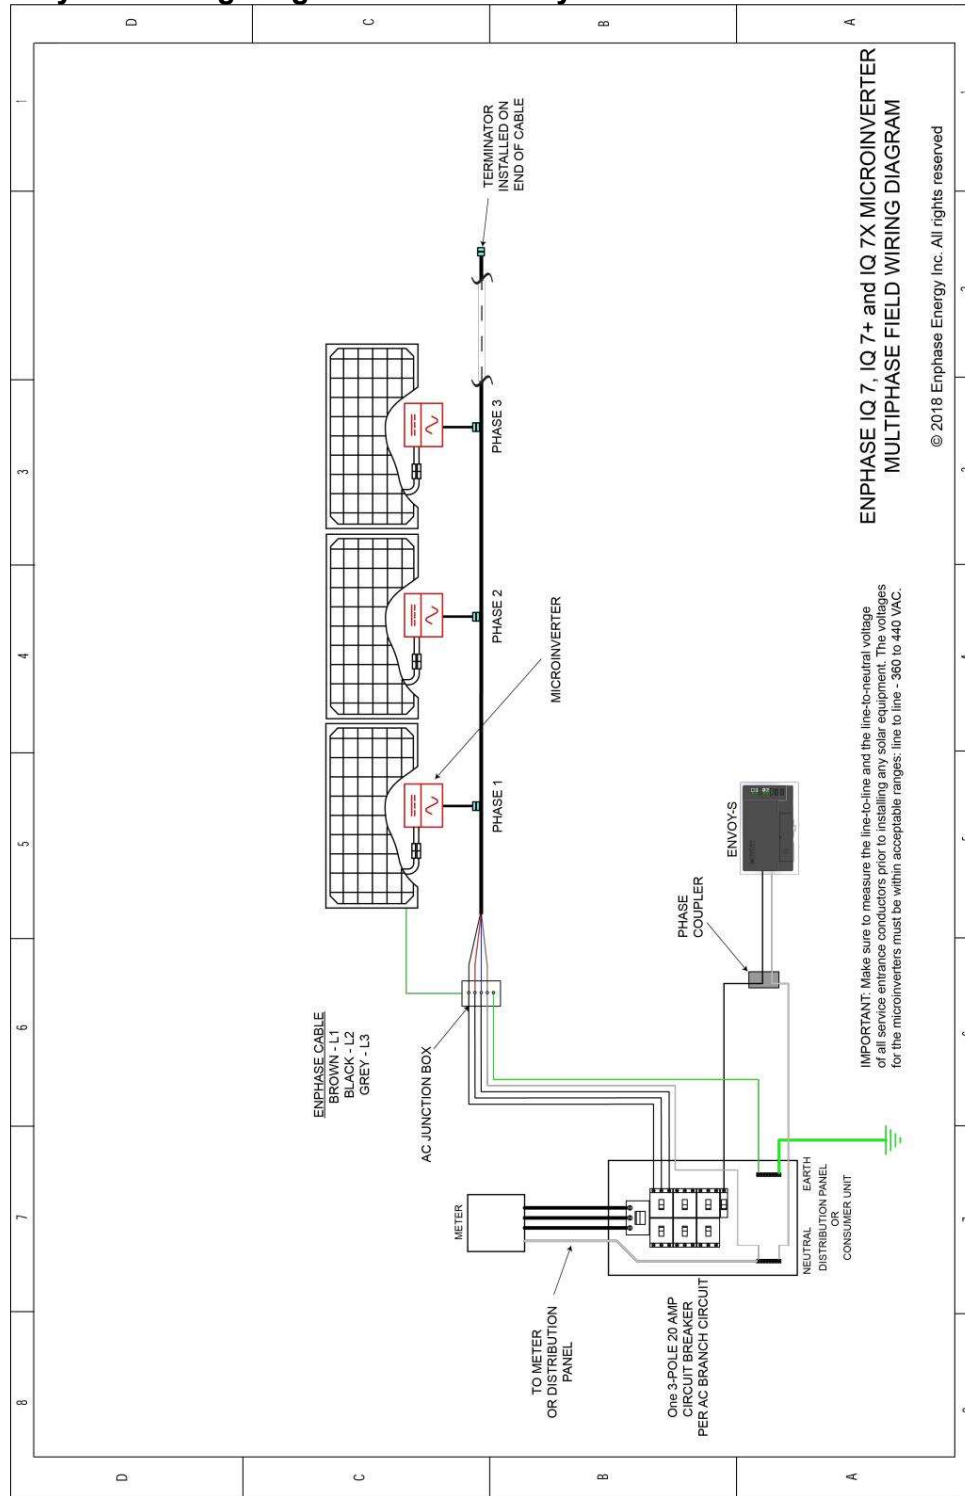 ENPHASE CABLE
BROWN - L1
BLACK - L2
GREY - L3
AC JUNCTION BOX
METER
TO METER
OR DISTRIBUTION
PANEL
One 3-POLE 20 AMP
CIRCUIT BREAKER
PER AC BRANCH CIRCUIT
NEUTRAL
EARTH
DISTRIBUTION PANEL
OR
CONSUMER UNIT
PHASE 1
PHASE 2
PHASE 3
MICROINVERTER
TERMINATOR
INSTALLED ON
END OF CABLE
PHASE
COUPLER
ENVOY-S
IMPORTANT: Make sure to measure the line-to-line and the line-to-neutral voltage
of all service entrance conductors prior to installing any solar equipment. The voltages
for the microinverters must be within acceptable ranges: line to line - 360 to 440 VAC.
ENPHASE IQ 7, IQ 7+ and IQ 7X MICROINVERTER
MULTIPHASE FIELD WIRING DIAGRAM
© 2018 Enphase Energy Inc. All rights reserved
D
C
B
A
D
C
B
A
8
7
6
5
4
3
1